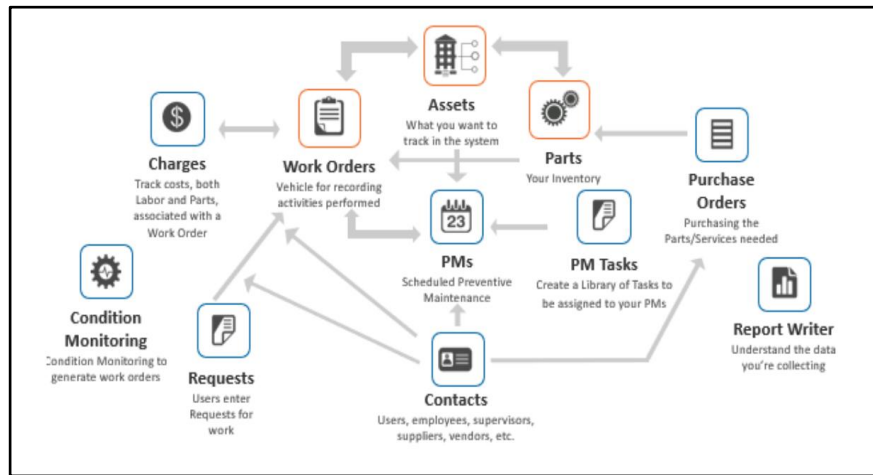 Assets
What you want to
track in the system
Charges
Track costs, both
Labor and Parts,
associated with a
Work Order
Work Orders
Vehicle for recording
activities performed
Parts
Your Inventory
Purchase
Orders
Purchasing the
Parts/Services needed
23
PMs
Scheduled Preventive
Maintenance
PM Tasks
Create a Library of Tasks to
be assigned to your PMs
Condition
Monitoring
Condition Monitoring to
generate work orders
Requests
Users enter
Requests for
work
Contacts
Users, employees, supervisors,
suppliers, vendors, etc.
Report Writer
Understand the data
you're collecting